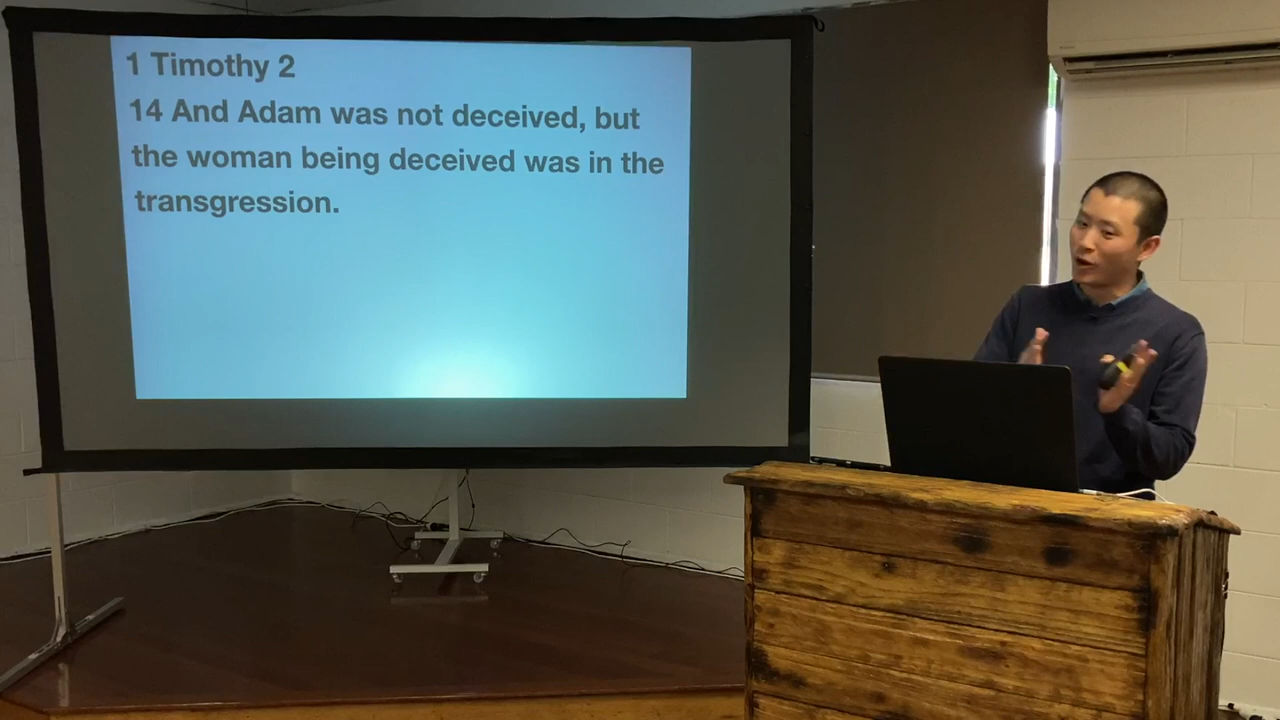 1 Timothy 2
14 And Adam was not deceived, but
the woman being deceived was in the
transgression.